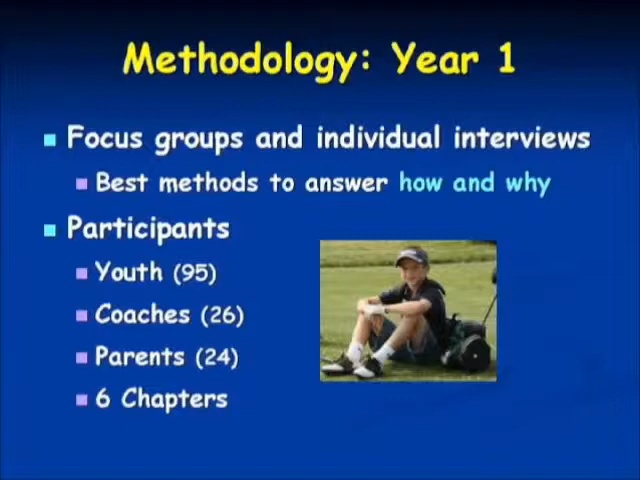 Methodology: Year 1
Focus groups and individual interviews
Best methods to answer how and why
Participants
Youth (95)
Coaches (26)
Parents (24)
6 Chapters